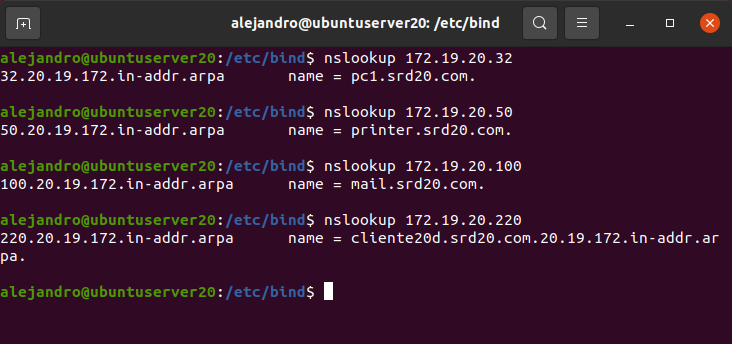 alejandro@ubuntuserver20: /etc/bind
alejandro@ubuntuserver20:/etc/bind$ nslookup 172.19.20.32
32.20.19.172.in-addr.arpa       name = pc1.srd20.com.
alejandro@ubuntuserver20:/etc/bind$ nslookup 172.19.20.50
50.20.19.172.in-addr.arpa       name = printer.srd20.com.
alejandro@ubuntuserver20:/etc/bind$ nslookup 172.19.20.100
100.20.19.172.in-addr.arpa      name = mail.srd20.com.
alejandro@ubuntuserver20:/etc/bind$ nslookup 172.19.20.220
220.20.19.172.in-addr.arpa      name = cliente20d.srd20.com.20.19.172.in-addr.ar
pa.
alejandro@ubuntuserver20:/etc/bind$